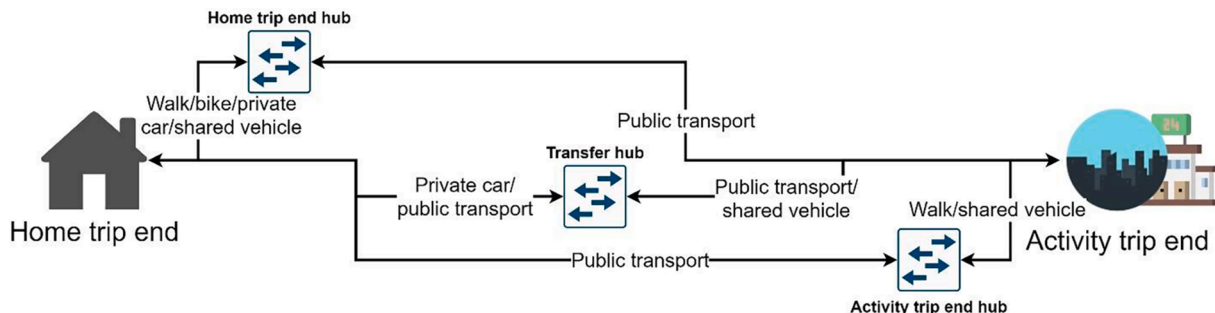 Home trip end hub
Walk/bike/private
car/shared vehicle
Public transport
Transfer hub
Private car/
public transport
Public transport/
shared vehicle
24
Walk/shared vehicle
Home trip end
Activity trip end
Public transport
Activity trip end hub